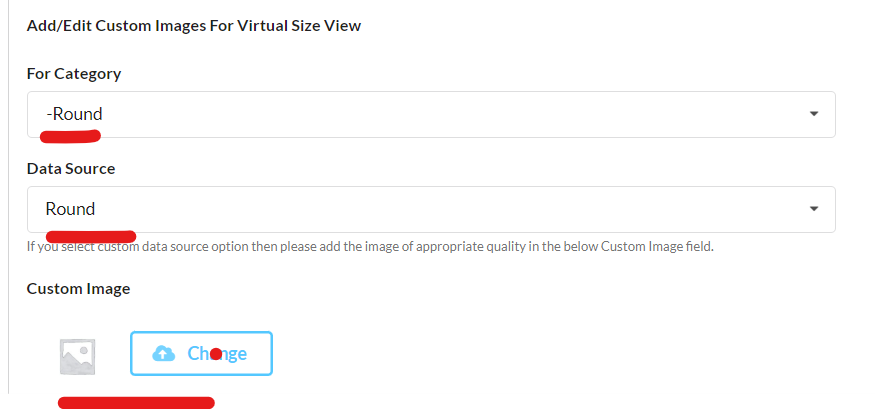 Add/Edit Custom Images For Virtual Size View
For Category
-Round
Data Source
Round
If you select custom data source option then please add the image of appropriate quality in the below Custom Image field.
Custom Image
Change